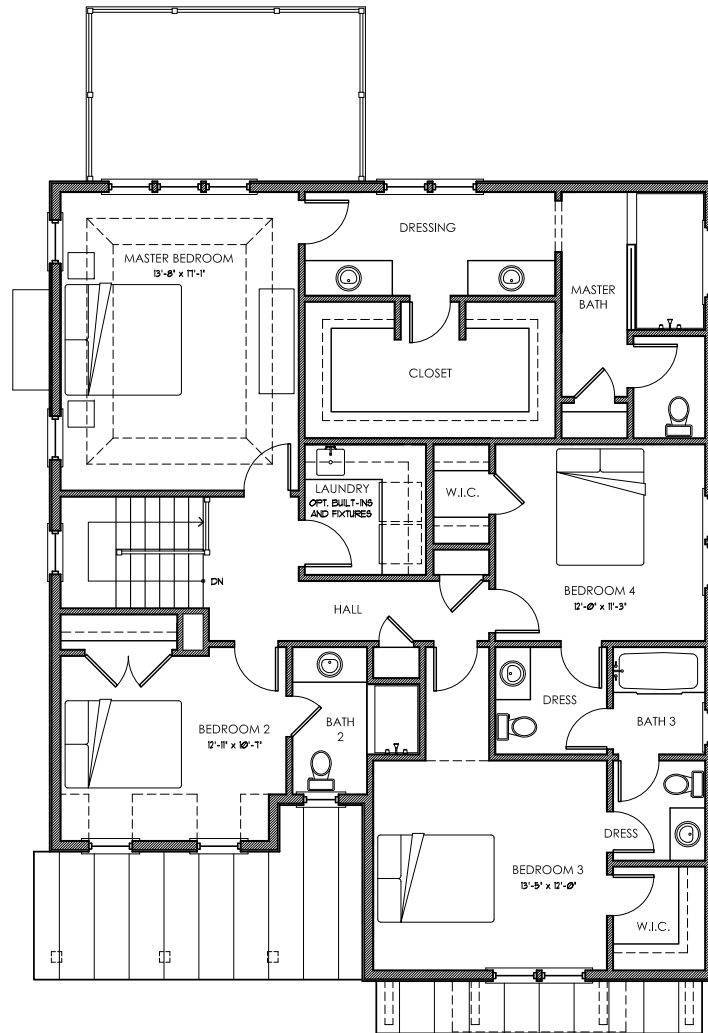 DRESSING
MASTER BEDROOM
13'-8" x 17'-1"
MASTER
BATH
CLOSET
LAUNDRY
OPT. BUILT-INS
AND FIXTURES
W.I.C.
DN
BEDROOM 4
12'-0" x 11'-3"
HALL
BEDROOM 2
12'-11" x 10'-7"
BATH
2
DRESS
BATH 3
DRESS
BEDROOM 3
13'-5" x 12'-0"
W.I.C.